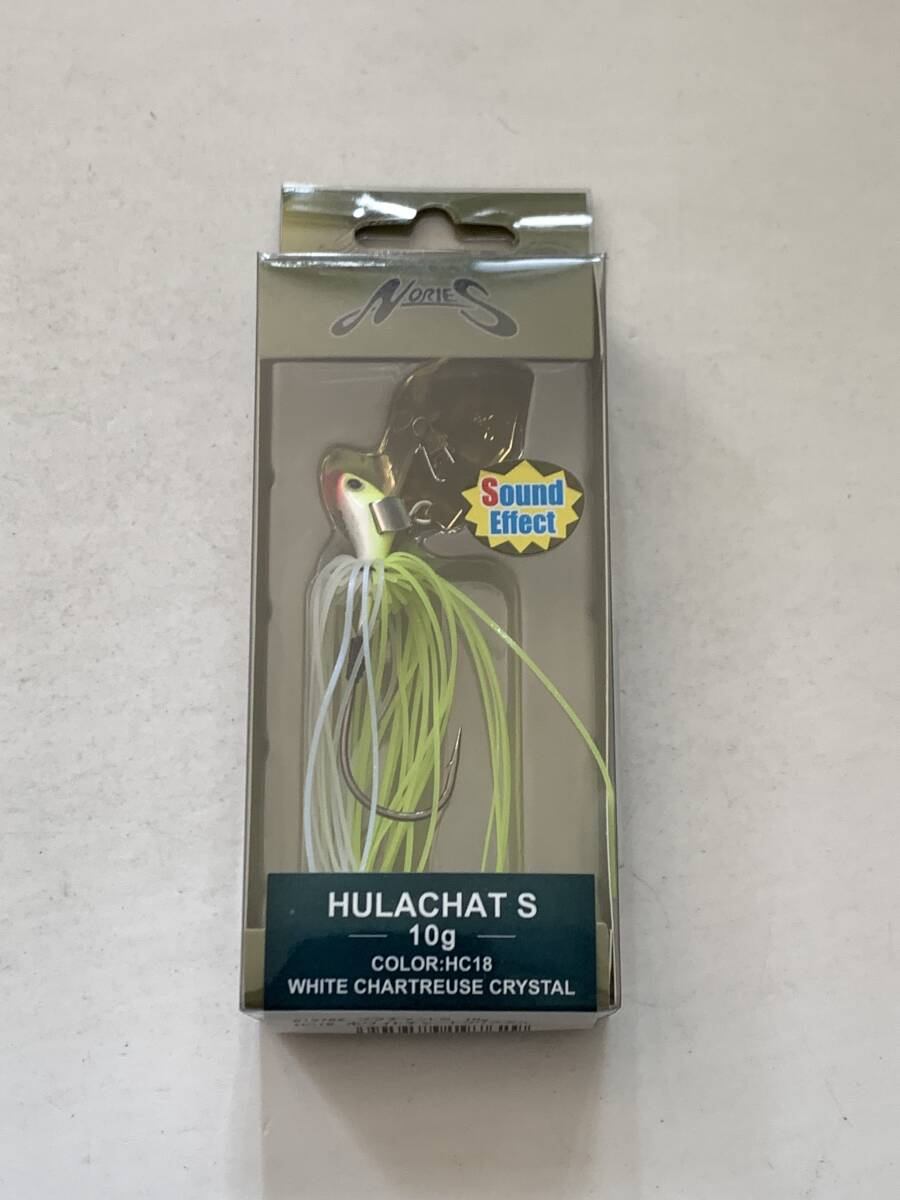 NORIES
Sound
Effect
HULACHAT S
10g
COLOR:HC18
WHITE CHARTREUSE CRYSTAL